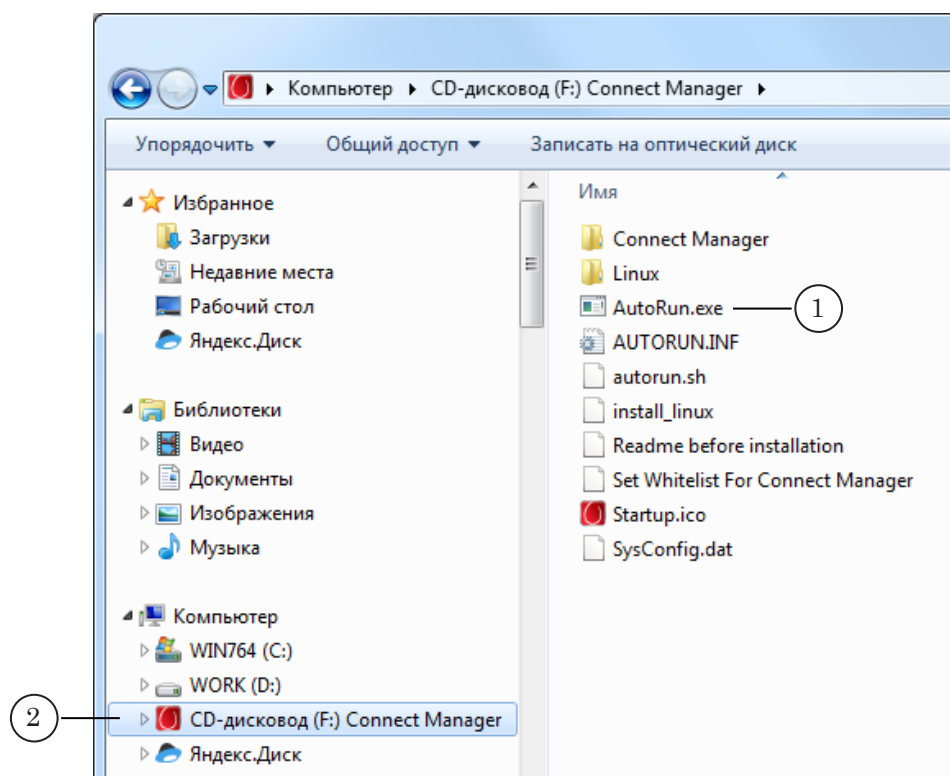 Компьютер CD-дисковод (F:) Connect Manager
Упорядочить Общий доступ Записать на оптический диск
Избранное
Загрузки
Недавние места
Рабочий стол
Яндекс.Диск
Библиотеки
Видео
Документы
Изображения
Музыка
Компьютер
WIN764 (C:)
WORK (D:)
2
CD-дисковод (F:) Connect Manager
Яндекс.Диск
Имя
Connect Manager
Linux
AutoRun.exe
1
AUTORUN.INF
autorun.sh
install_linux
Readme before installation
Set Whitelist For Connect Manager
Startup.ico
SysConfig.dat